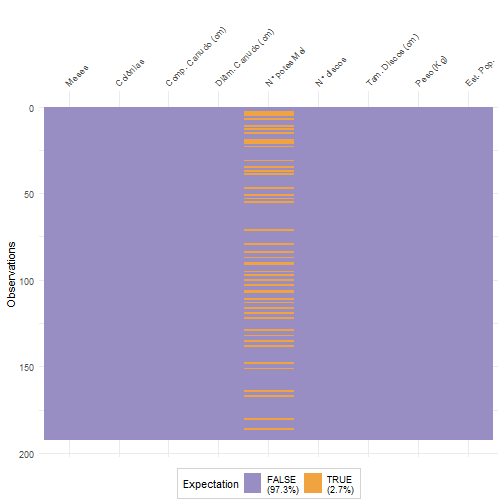 Meses
Colônias
Comp. Canudo (cm)
Diâm. Canudo (cm)
N° potes Mel
N° discos
Tam. Discos (cm)
Peso (Kg)
Est. Pop.
0
50
100
150
200
Observations
Expectation
FALSE
(97.3%)
TRUE
(2.7%)